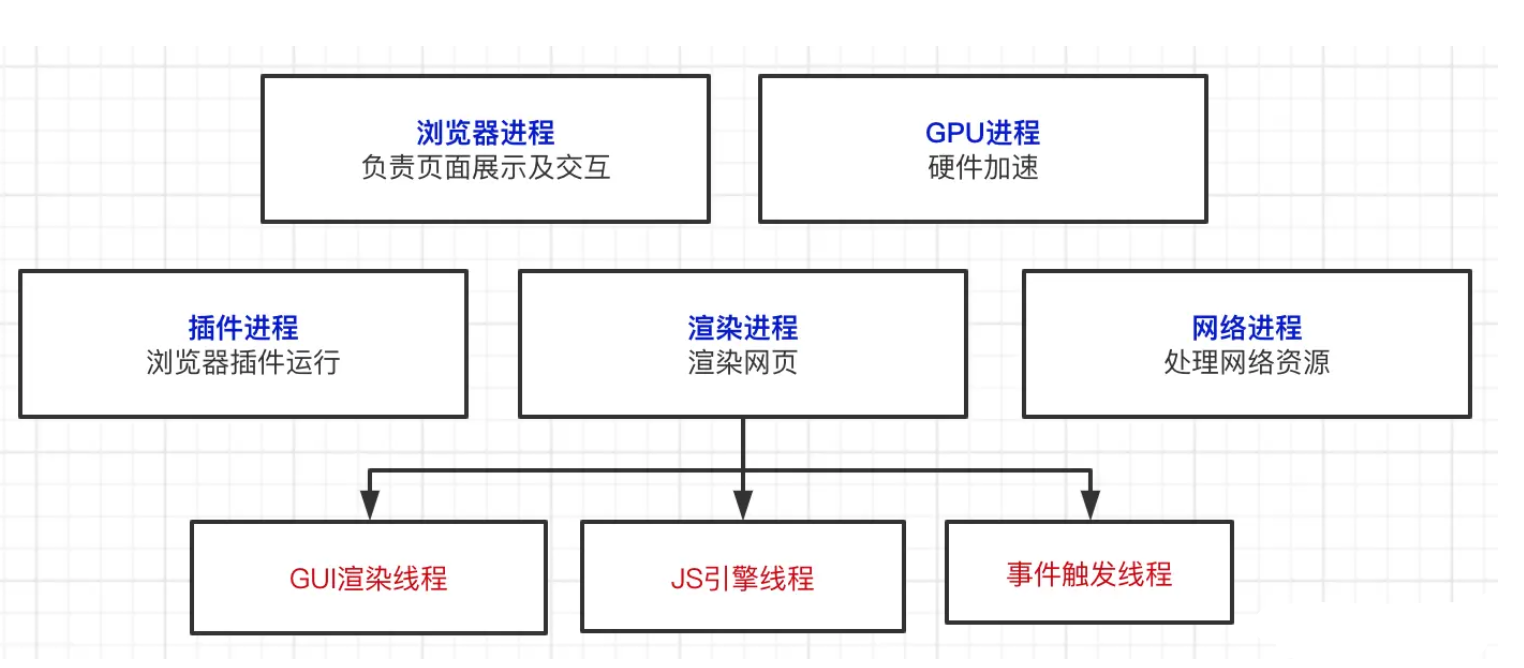 浏览器进程
负责页面展示及交互
GPU进程
硬件加速
插件进程
浏览器插件运行
渲染进程
渲染网页
网络进程
处理网络资源
GUI渲染线程
JS引擎线程
事件触发线程